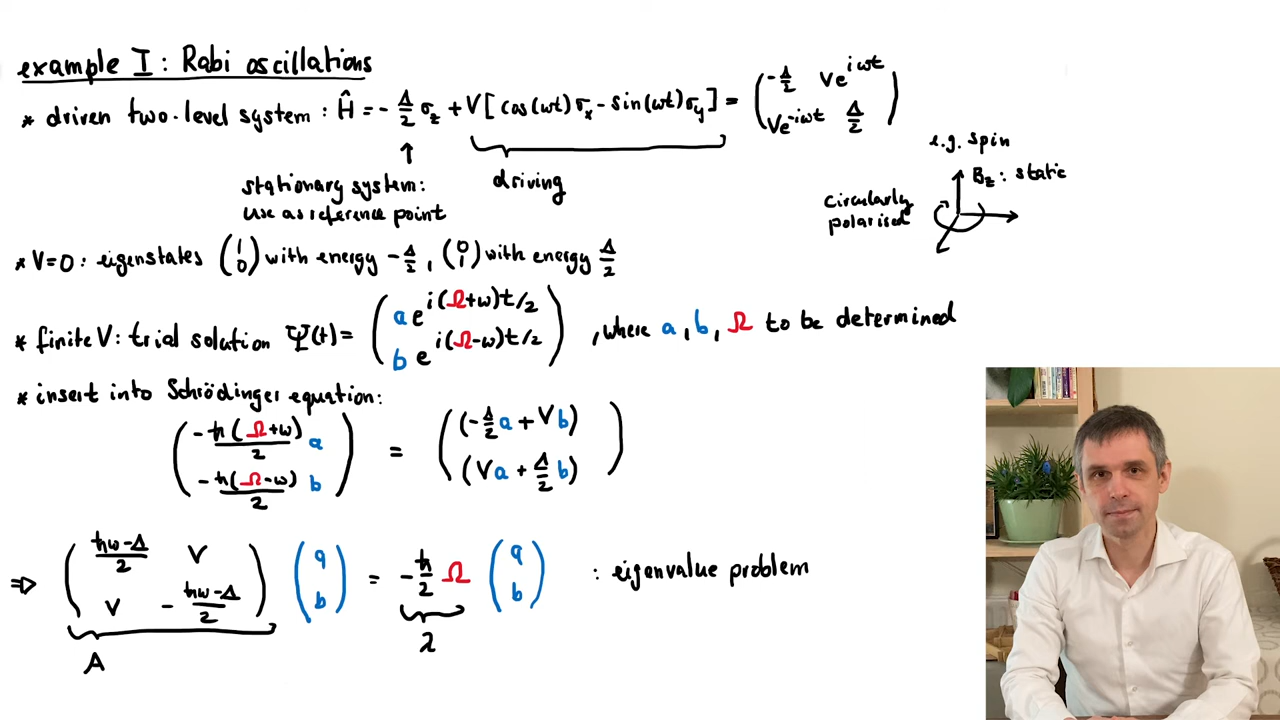 example I: Rabi oscillations
* driven two-level system: Ĥ = - Δ/2 σz + V[cos(ωt)σx - sin(ωt)σy] = ( -Δ/2 Ve^{iωt} ; Ve^{-iωt} Δ/2 )
↑
stationary system:
use as reference point
driving
e.g. spin
Bz: static
circularly
polarised
* V=0: eigenstates (1 ; 0) with energy -Δ/2, (0 ; 1) with energy Δ/2
* finite V: trial solution Ψ(t) = ( a e^{i(Ω+ω)t/2} ; b e^{i(Ω-ω)t/2} ), where a, b, Ω to be determined
* insert into Schrödinger equation:
( -ħ(Ω+ω)/2 a ; -ħ(Ω-ω)/2 b ) = ( (-Δ/2 a + Vb) ; (Va + Δ/2 b) )
⇒ ( (ħω-Δ)/2 V ; V -(ħω-Δ)/2 ) (a ; b) = -ħ/2 Ω (a ; b) : eigenvalue problem
A
λ